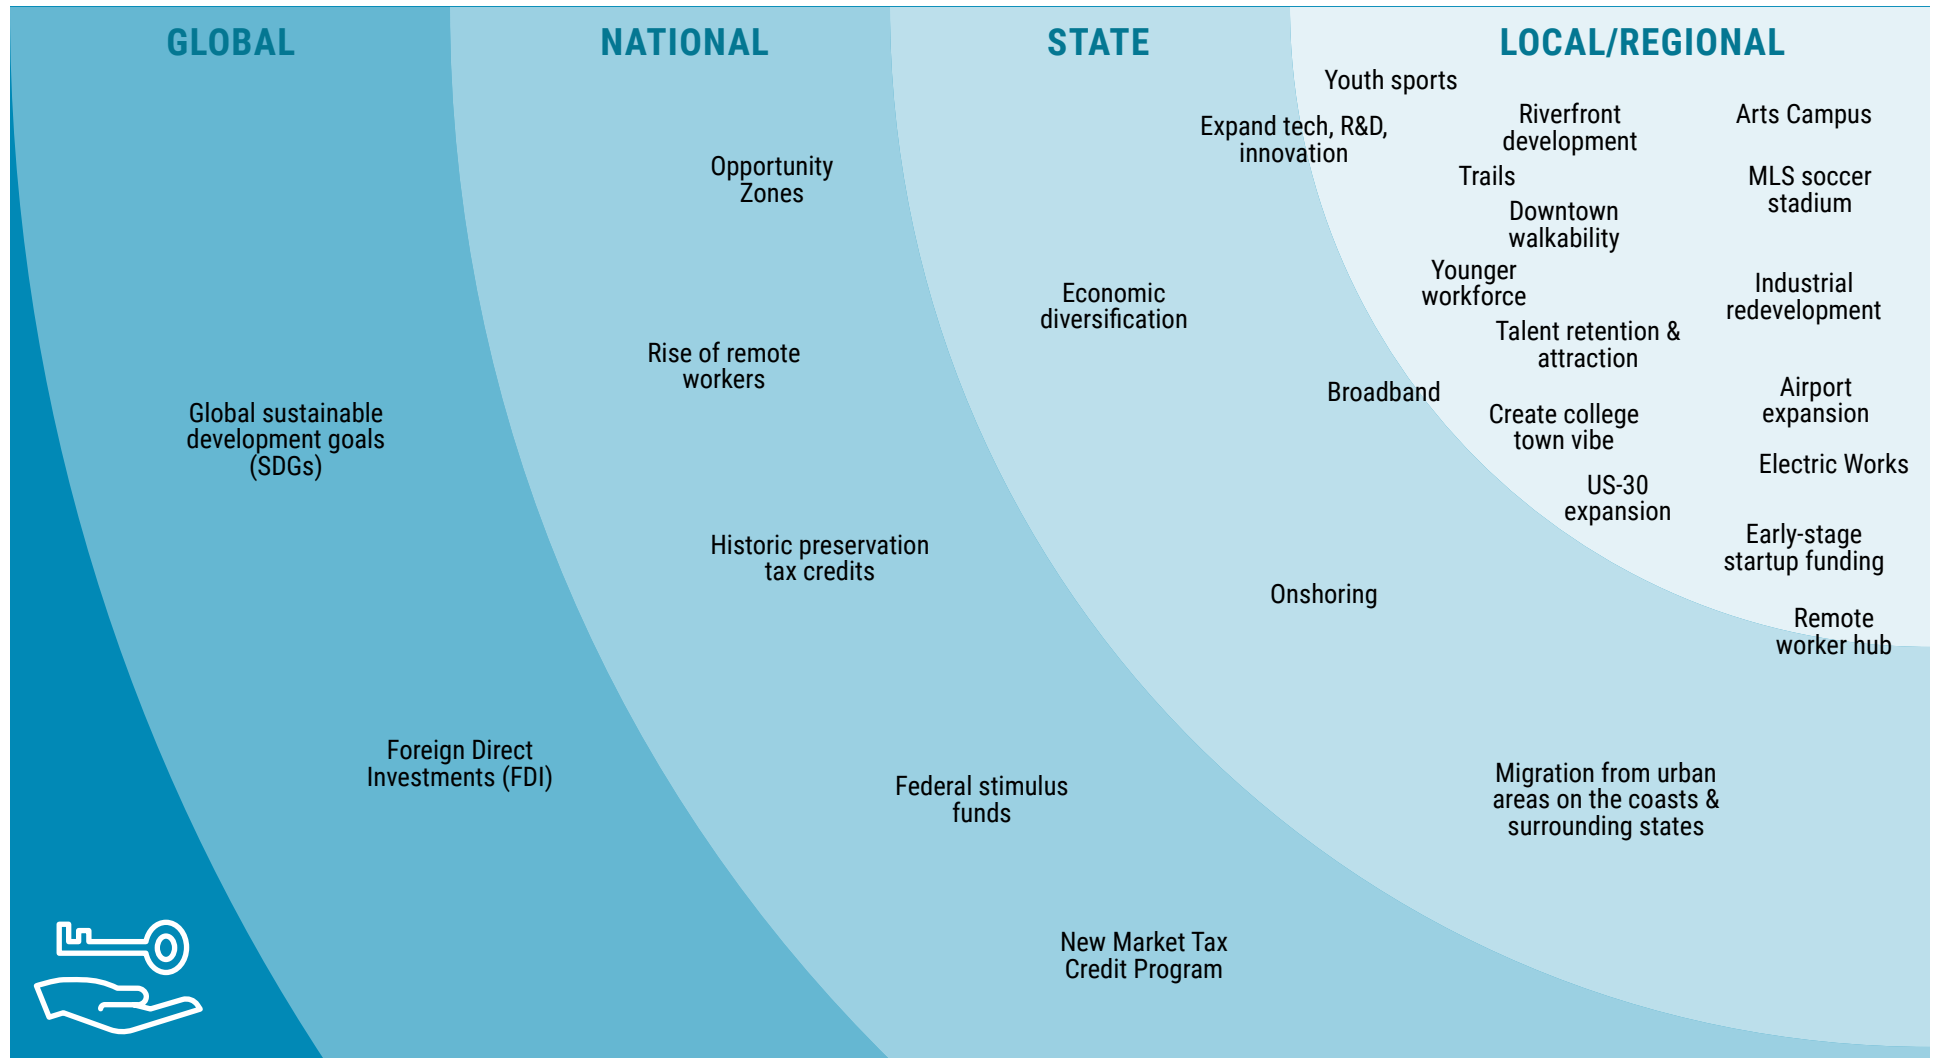 GLOBAL
NATIONAL
STATE
LOCAL/REGIONAL
Global sustainable
development goals
(SDGs)
Foreign Direct
Investments (FDI)
Opportunity
Zones
Rise of remote
workers
Historic preservation
tax credits
Federal stimulus
funds
New Market Tax
Credit Program
Expand tech, R&D,
innovation
Economic
diversification
Broadband
Onshoring
Migration from urban
areas on the coasts &
surrounding states
Youth sports
Riverfront
development
Trails
Downtown
walkability
Younger
workforce
Talent retention &
attraction
Create college
town vibe
US-30
expansion
Arts Campus
MLS soccer
stadium
Industrial
redevelopment
Airport
expansion
Electric Works
Early-stage
startup funding
Remote
worker hub